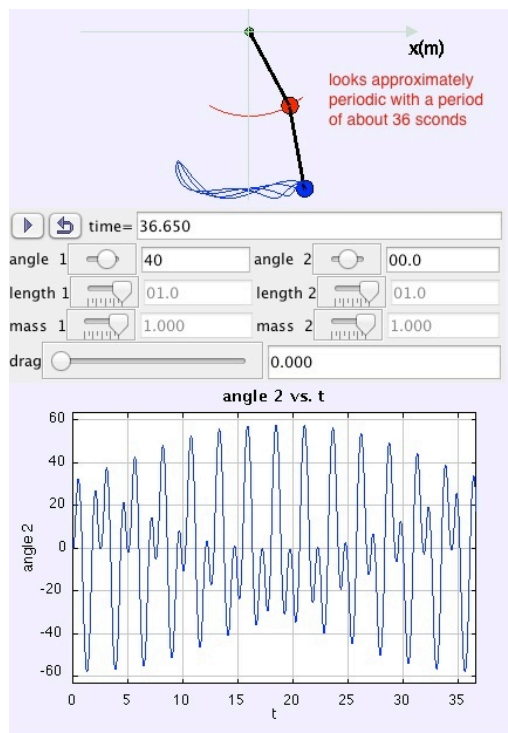 x(m)
looks approximately
periodic with a period
of about 36 sconds
time= 36.650
angle 1 40 angle 2 00.0
length 1 01.0 length 2 01.0
mass 1 1.000 mass 2 1.000
drag 0.000
angle 2 vs. t
60
40
20
0
-20
-40
-60
angle 2
0 5 10 15 20 25 30 35
t